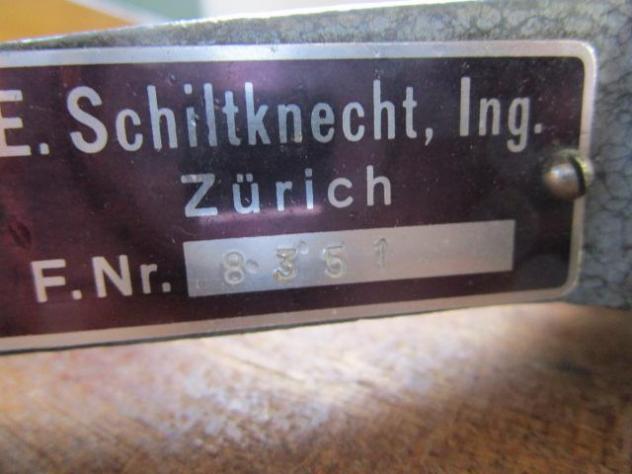 E. Schiltknecht, Ing.
Zürich
F.Nr. 8351